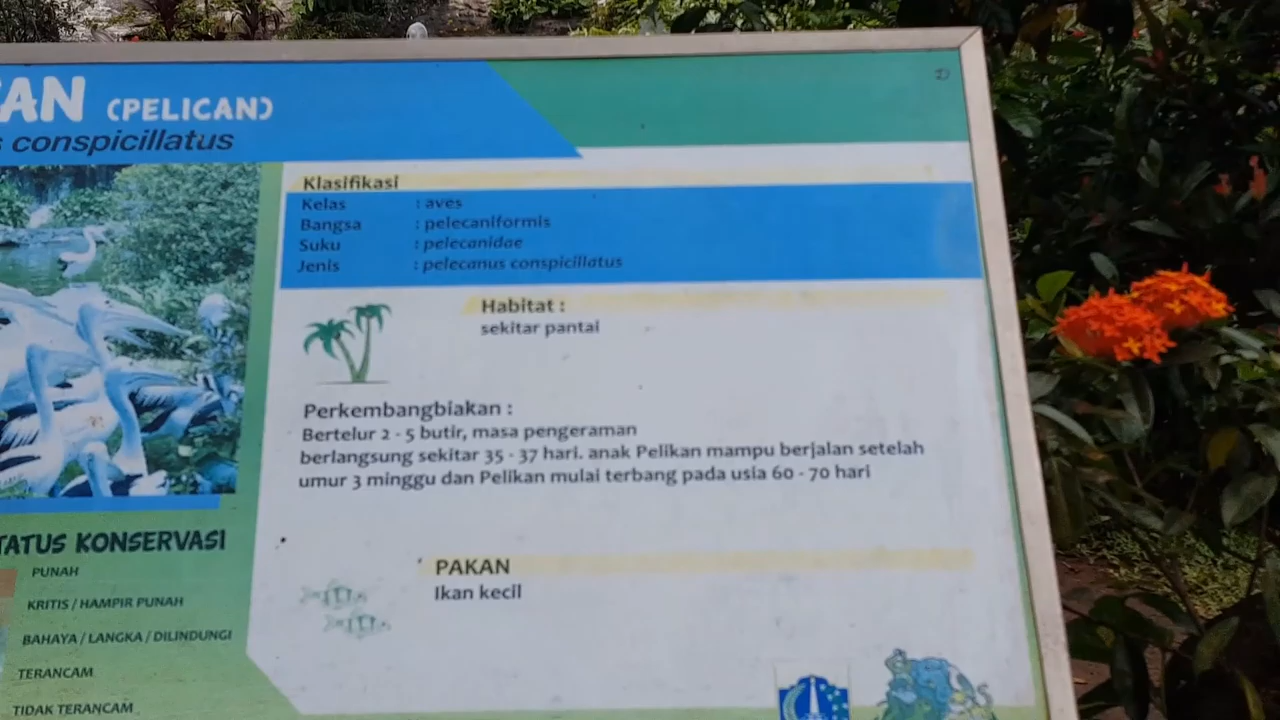 (PELICAN)
conspicillatus
Klasifikasi
Kelas : aves
Bangsa : pelecaniformis
Suku : pelecanidae
Jenis : pelecanus conspicillatus
Habitat :
sekitar pantai
Perkembangbiakan :
Bertelur 2 - 5 butir, masa pengeraman
berlangsung sekitar 35 - 37 hari. anak Pelikan mampu berjalan setelah
umur 3 minggu dan Pelikan mulai terbang pada usia 60 - 70 hari
PAKAN
Ikan kecil
TATUS KONSERVASI
PUNAH
KRITIS / HAMPIR PUNAH
BAHAYA / LANGKA / DILINDUNGI
TERANCAM
TIDAK TERANCAM